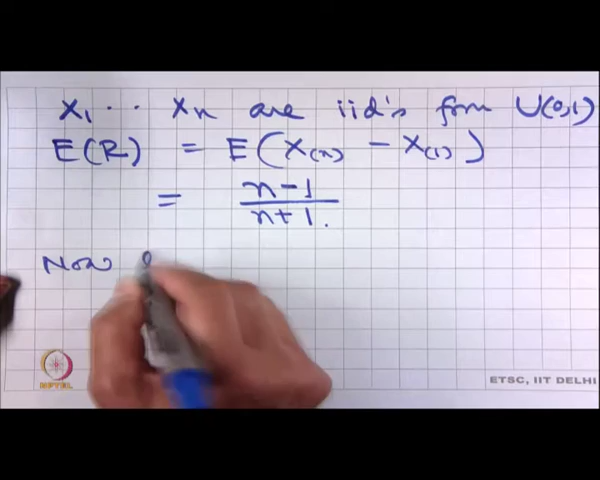 X₁ ··· Xn are iid's from U(0,1)
E(R) = E(X₍ₙ₎ − X₍₁₎)
= n−1 / n+1.
Now
NPTEL
ETSC, IIT DELHI